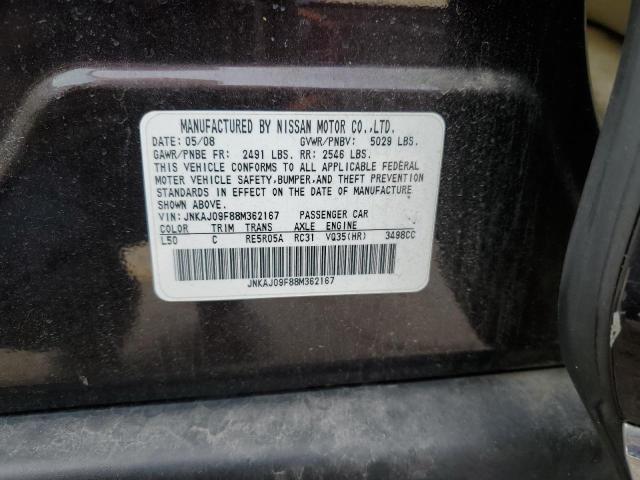 MANUFACTURED BY NISSAN MOTOR CO.,LTD.
DATE: 05/08 GVWR/PNBV: 5029 LBS.
GAWR/PNBE FR: 2491 LBS. RR: 2546 LBS.
THIS VEHICLE CONFORMS TO ALL APPLICABLE FEDERAL
MOTOR VEHICLE SAFETY,BUMPER,AND THEFT PREVENTION
STANDARDS IN EFFECT ON THE DATE OF MANUFACTURE
SHOWN ABOVE.
VIN: JNKAJ09F88M362167 PASSENGER CAR
COLOR TRIM TRANS AXLE ENGINE
L50 C RE5R05A RC31 VQ35(HR) 3498CC
JNKAJ09F88M362167